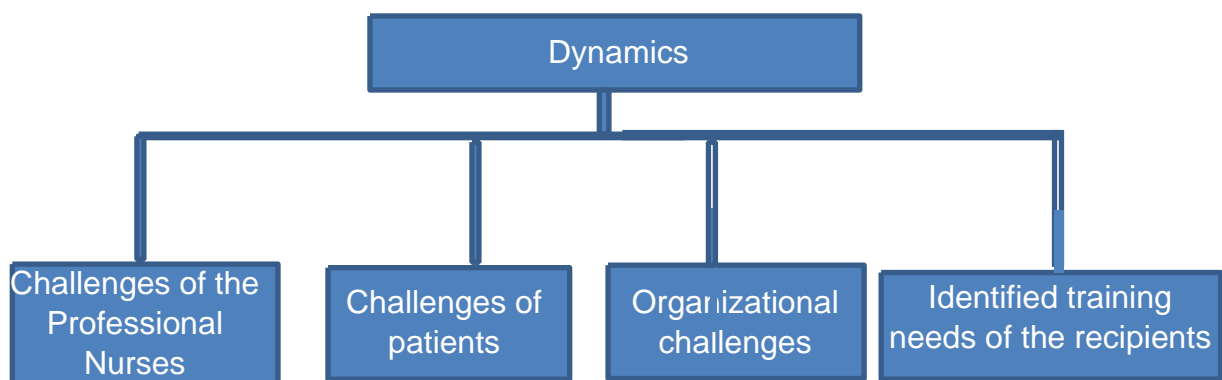 Dynamics
Challenges of the
Professional
Nurses
Challenges of
patients
Organizational
challenges
Identified training
needs of the recipients